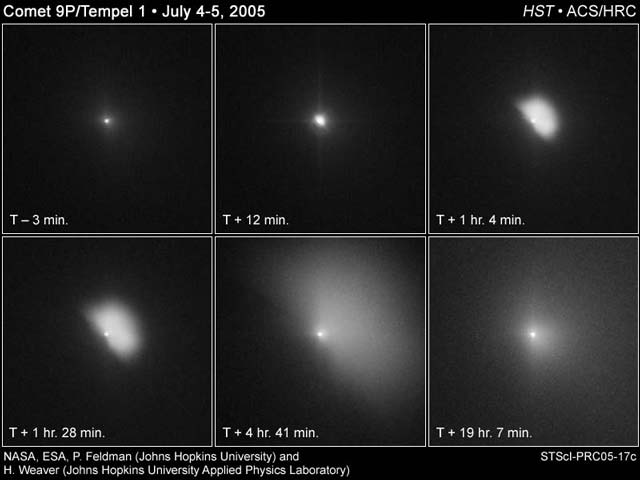 Comet 9P/Tempel 1 • July 4-5, 2005
HST • ACS/HRC
T – 3 min.
T + 12 min.
T + 1 hr. 4 min.
T + 1 hr. 28 min.
T + 4 hr. 41 min.
T + 19 hr. 7 min.
NASA, ESA, P. Feldman (Johns Hopkins University) and
H. Weaver (Johns Hopkins University Applied Physics Laboratory)
STScI-PRC05-17c